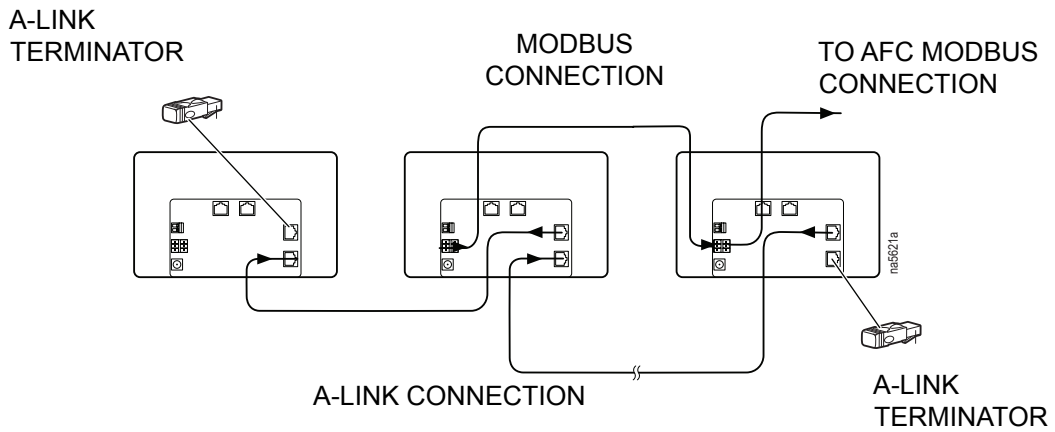 A-LINK
TERMINATOR
MODBUS
CONNECTION
TO AFC MODBUS
CONNECTION
na5621a
A-LINK CONNECTION
A-LINK
TERMINATOR